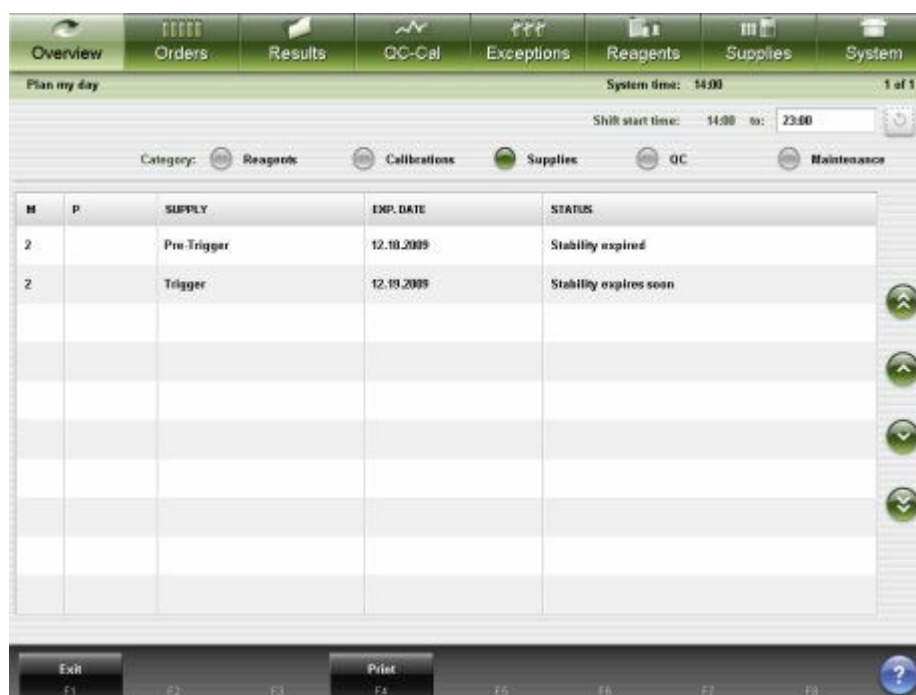 Overview Orders Results QC-Cal Exceptions Reagents Supplies System
Plan my day System time: 14:00 1 of 1
Shift start time: 14:00 to: 23:00
Category: Reagents Calibrations Supplies QC Maintenance
M P SUPPLY EXP. DATE STATUS
2 Pre-Trigger 12.18.2009 Stability expired
2 Trigger 12.19.2009 Stability expires soon
Exit Print
F1 F2 F3 F4 F5 F6 F7 F8 ?